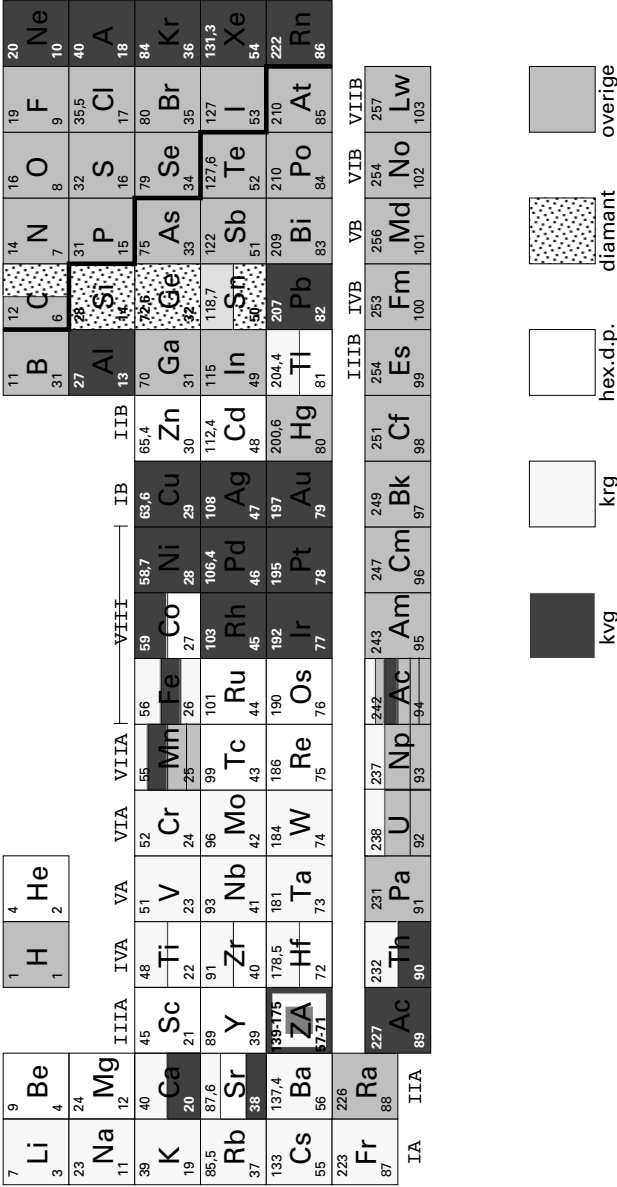 7 9 1 4 11 12 14 16 19 20
Li Be H He B C N O F Ne
3 4 1 2 31 6 7 8 9 10
23 24 27 28 31 32 35,5 40
Na Mg Al Si P S Cl A
11 12 13 14 15 16 17 18
IIIA IVA VA VIA VIIA VIII IB IIB
39 40 45 48 51 52 55 56 59 58,7 63,6 65,4 70 72,6 75 79 80 84
K Ca Sc Ti V Cr Mn Fe Co Ni Cu Zn Ga Ge As Se Br Kr
19 20 21 22 23 24 25 26 27 28 29 30 31 32 33 34 35 36
85,5 87,6 89 91 93 96 99 101 103 106,4 108 112,4 115 118,7 122 127,6 127 131,3
Rb Sr Y Zr Nb Mo Tc Ru Rh Pd Ag Cd In Sn Sb Te I Xe
37 38 39 40 41 42 43 44 45 46 47 48 49 50 51 52 53 54
133 137,4 139-175 178,5 181 184 186 190 192 195 197 200,6 204,4 207 209 210 210 222
Cs Ba ZA Hf Ta W Re Os Ir Pt Au Hg Tl Pb Bi Po At Rn
55 56 57-71 72 73 74 75 76 77 78 79 80 81 82 83 84 85 86
IIIB IVB VB VIB VIIB
223 226 227 232 231 238 237 242 243 247 249 251 254 253 256 254 257
Fr Ra Ac Th Pa U Np Ac Am Cm Bk Cf Es Fm Md No Lw
87 88 89 90 91 92 93 94 95 96 97 98 99 100 101 102 103
IA IIA
kvg krg hex.d.p. diamant overige